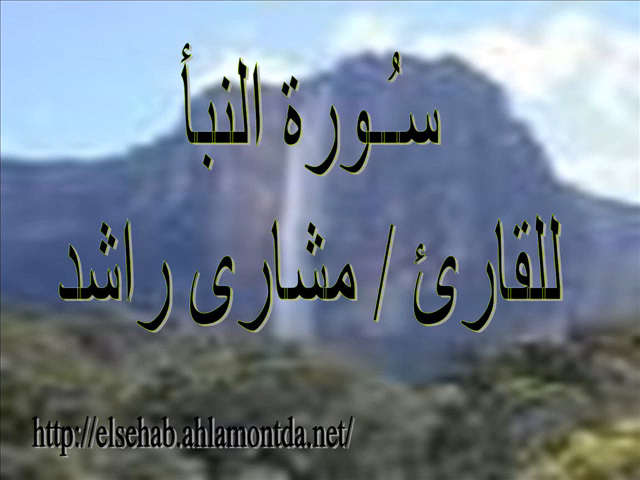 سُورة النبأ
للقارئ / مشارى راشد
http://elsehab.ahlamontda.net/